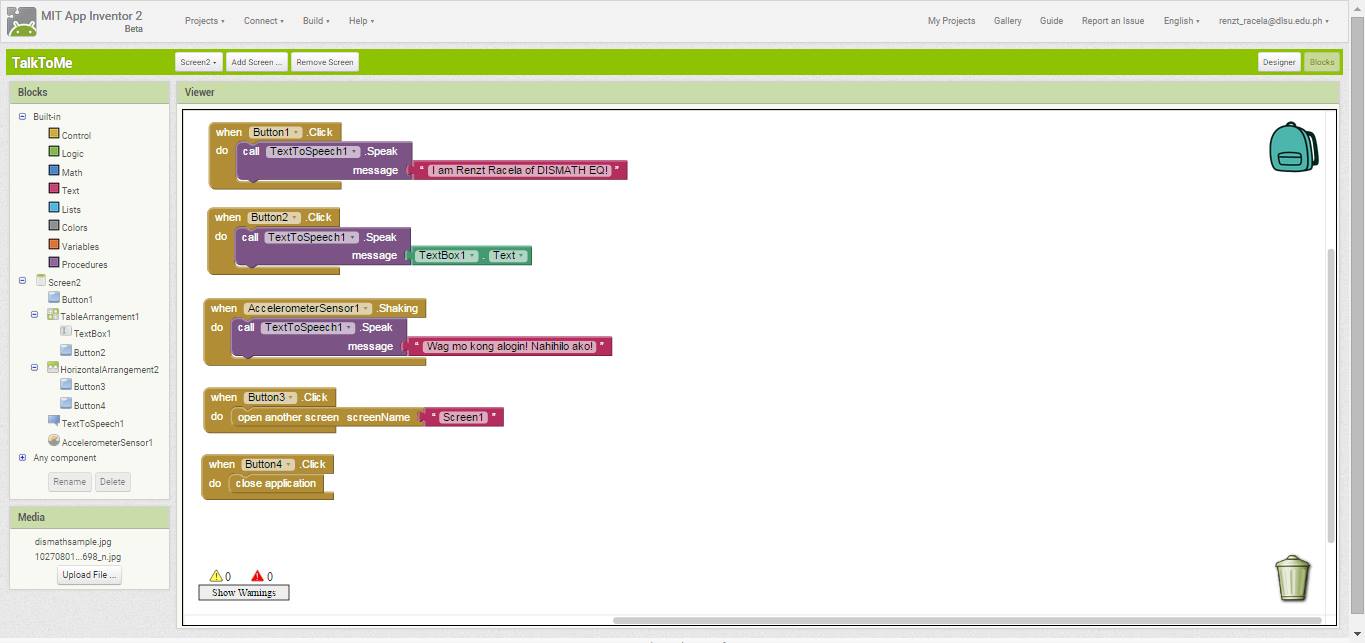 MIT App Inventor 2
Beta
Projects Connect Build Help
My Projects Gallery Guide Report an Issue English renzt_racela@dlsu.edu.ph
TalkToMe
Screen2 Add Screen ... Remove Screen
Designer Blocks
Blocks
Built-in
Control
Logic
Math
Text
Lists
Colors
Variables
Procedures
Screen2
Button1
TableArrangement1
TextBox1
Button2
HorizontalArrangement2
Button3
Button4
TextToSpeech1
AccelerometerSensor1
Any component
Rename Delete
Media
dismathsample.jpg
10270801...698_n.jpg
Upload File ...
Viewer
when Button1 .Click
do call TextToSpeech1 .Speak
message " I am Renzt Racela of DISMATH EQ! "
when Button2 .Click
do call TextToSpeech1 .Speak
message TextBox1 . Text
when AccelerometerSensor1 .Shaking
do call TextToSpeech1 .Speak
message " Wag mo kong alogin! Nahihilo ako! "
when Button3 .Click
do open another screen screenName " Screen1 "
when Button4 .Click
do close application
0 0
Show Warnings